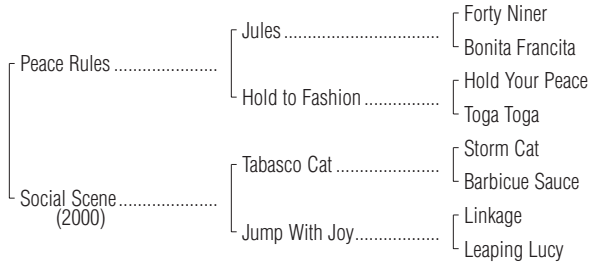 Forty Niner
Jules ........................................
Bonita Francita
Peace Rules .....................
Hold Your Peace
Hold to Fashion ................
Toga Toga
Storm Cat
Tabasco Cat ......................
Barbicue Sauce
Social Scene....................
(2000)
Linkage
Jump With Joy..................
Leaping Lucy